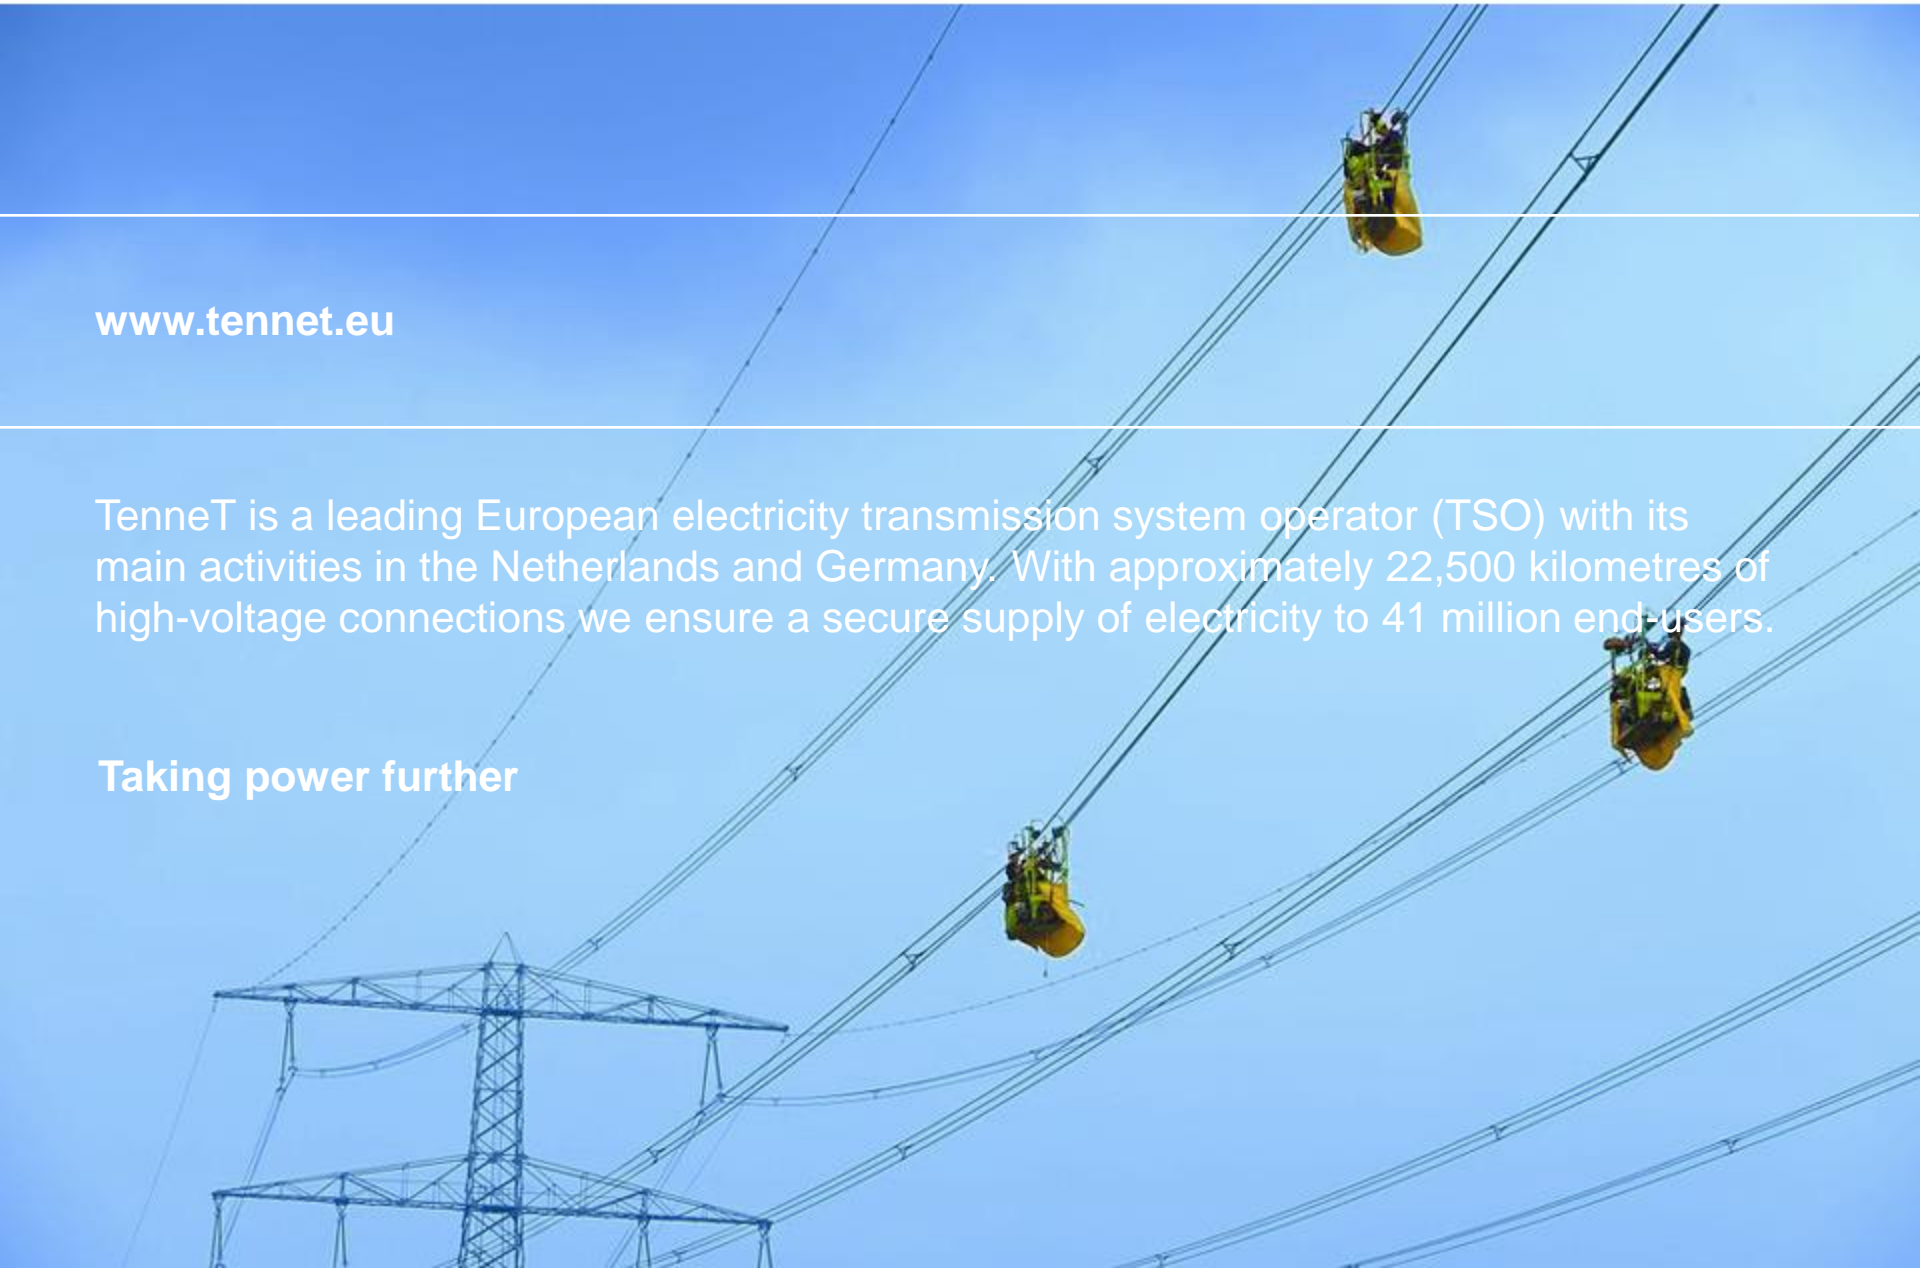 www.tennet.eu
TenneT is a leading European electricity transmission system operator (TSO) with its
main activities in the Netherlands and Germany. With approximately 22,500 kilometres of
high-voltage connections we ensure a secure supply of electricity to 41 million end-users.
Taking power further